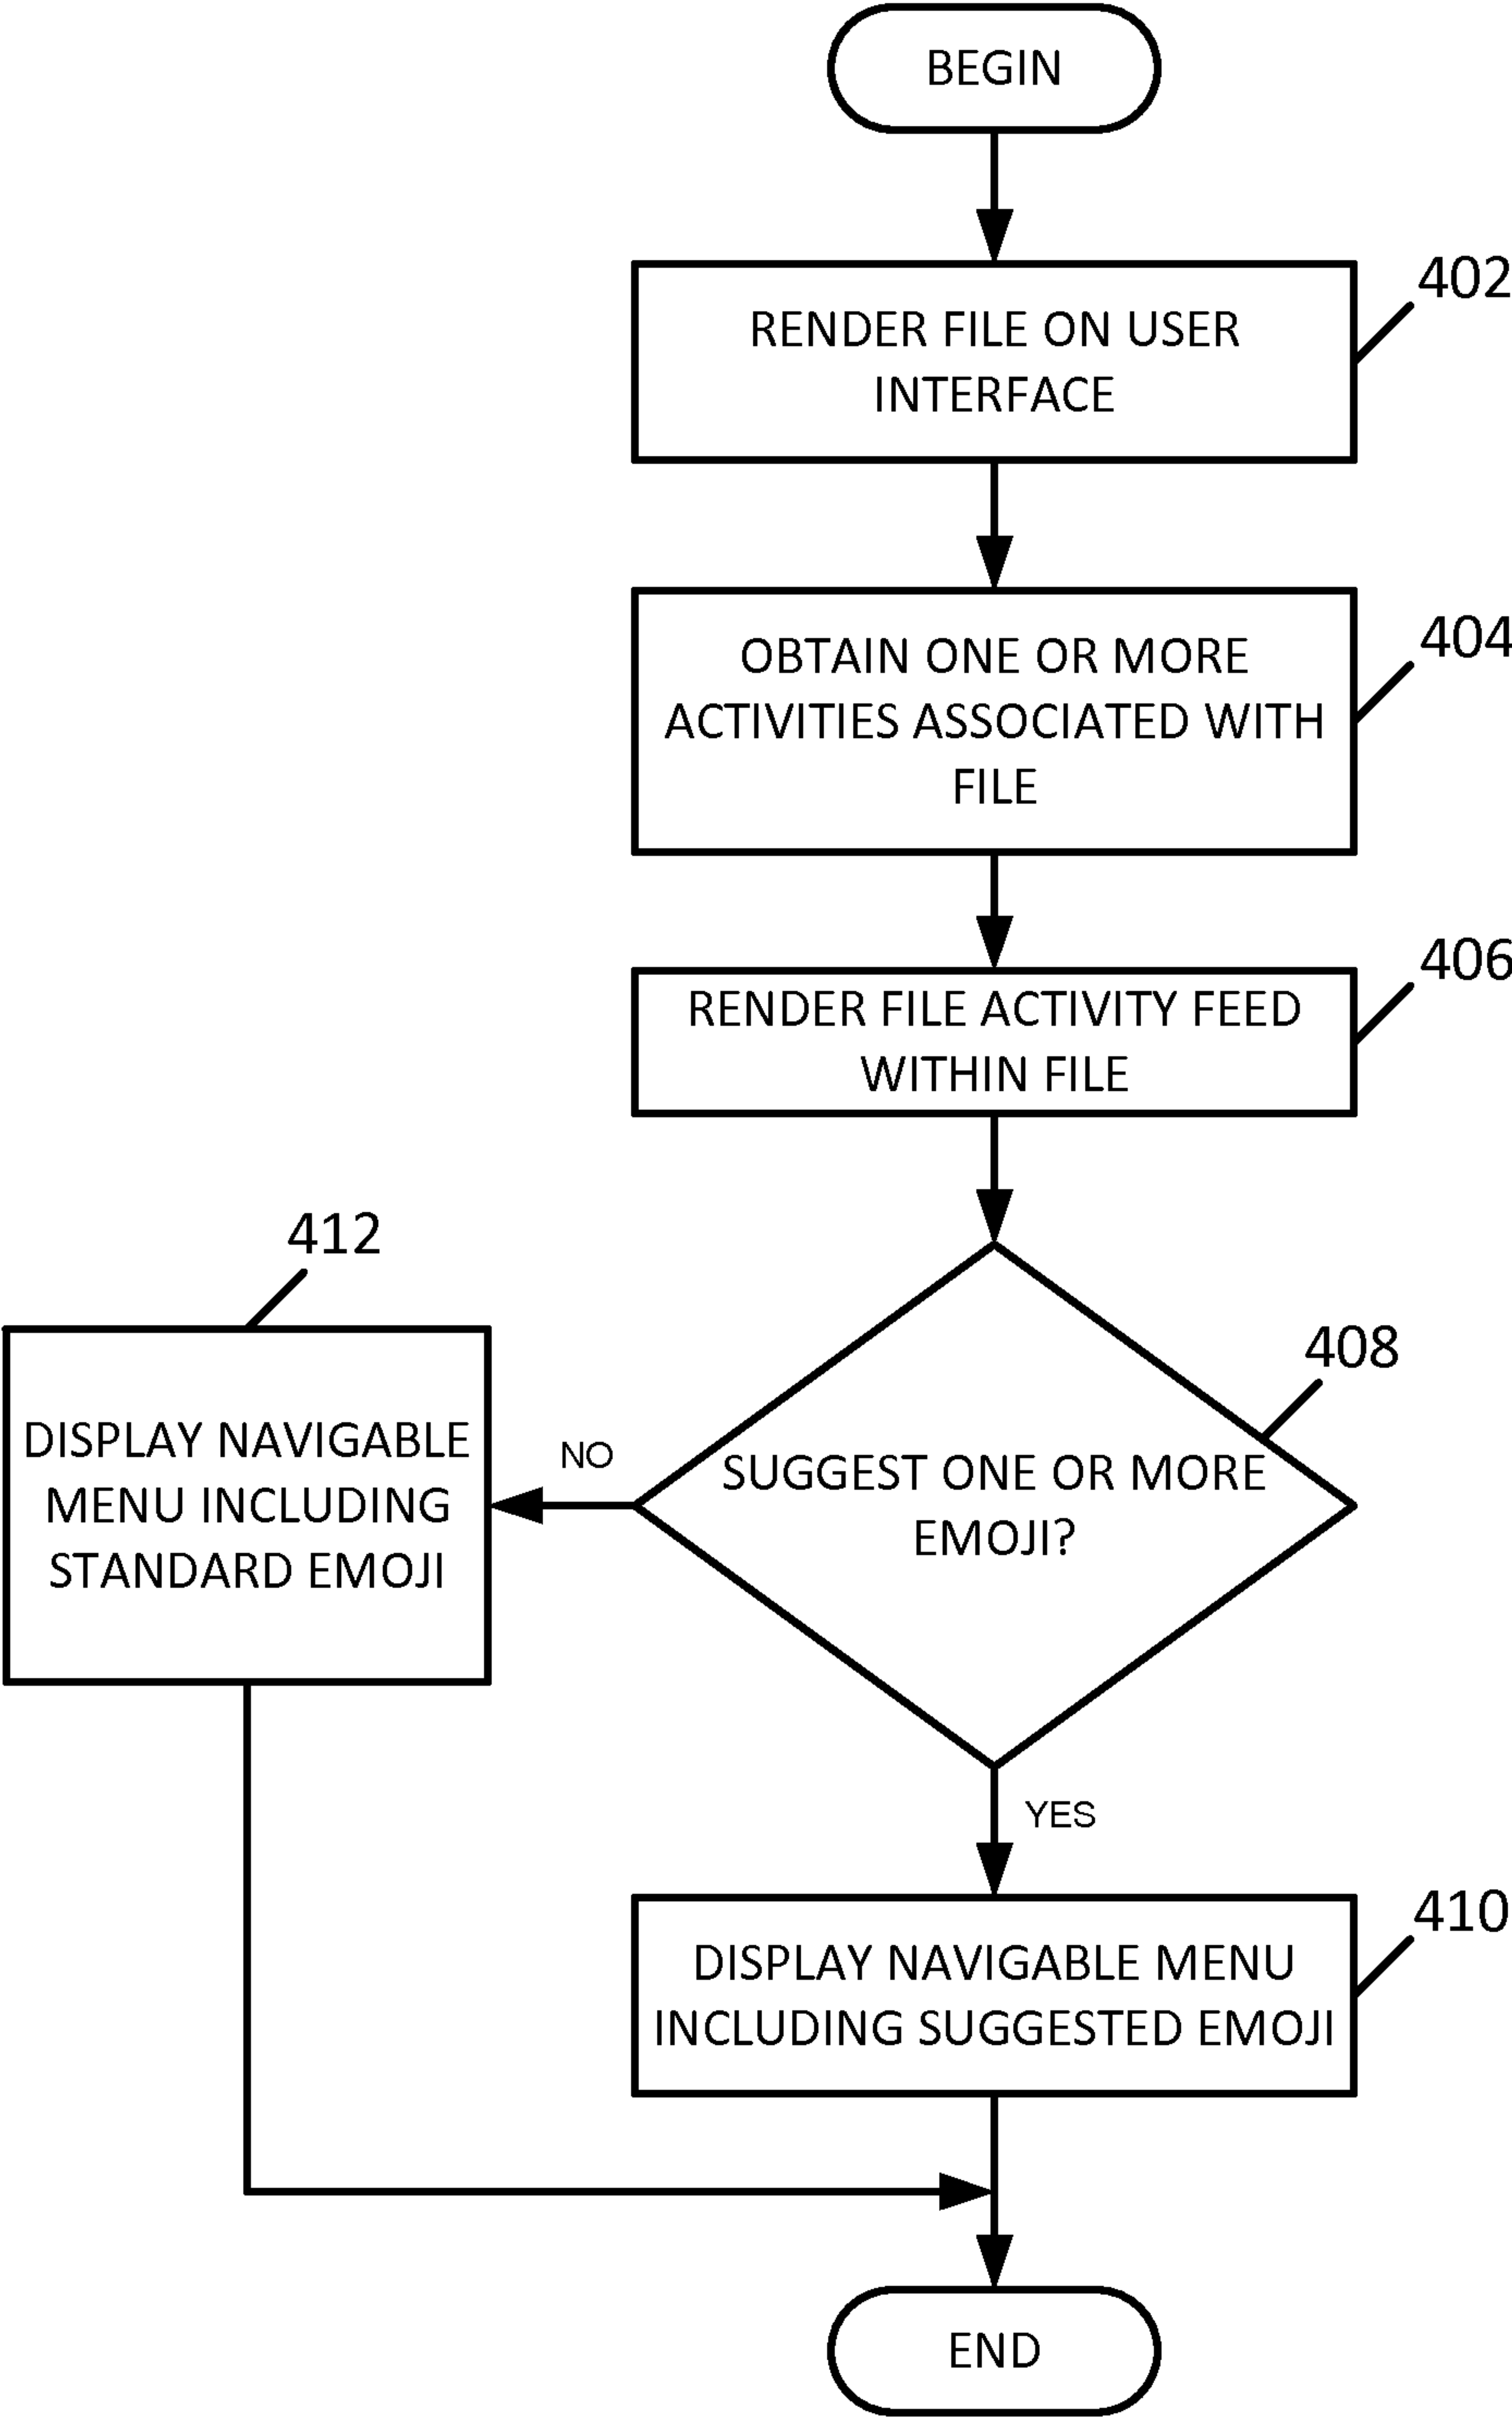 BEGIN
402
RENDER FILE ON USER
INTERFACE
404
OBTAIN ONE OR MORE
ACTIVITIES ASSOCIATED WITH
FILE
406
RENDER FILE ACTIVITY FEED
WITHIN FILE
412
408
DISPLAY NAVIGABLE
MENU INCLUDING
STANDARD EMOJI
NO
SUGGEST ONE OR MORE
EMOJI?
YES
410
DISPLAY NAVIGABLE MENU
INCLUDING SUGGESTED EMOJI
END